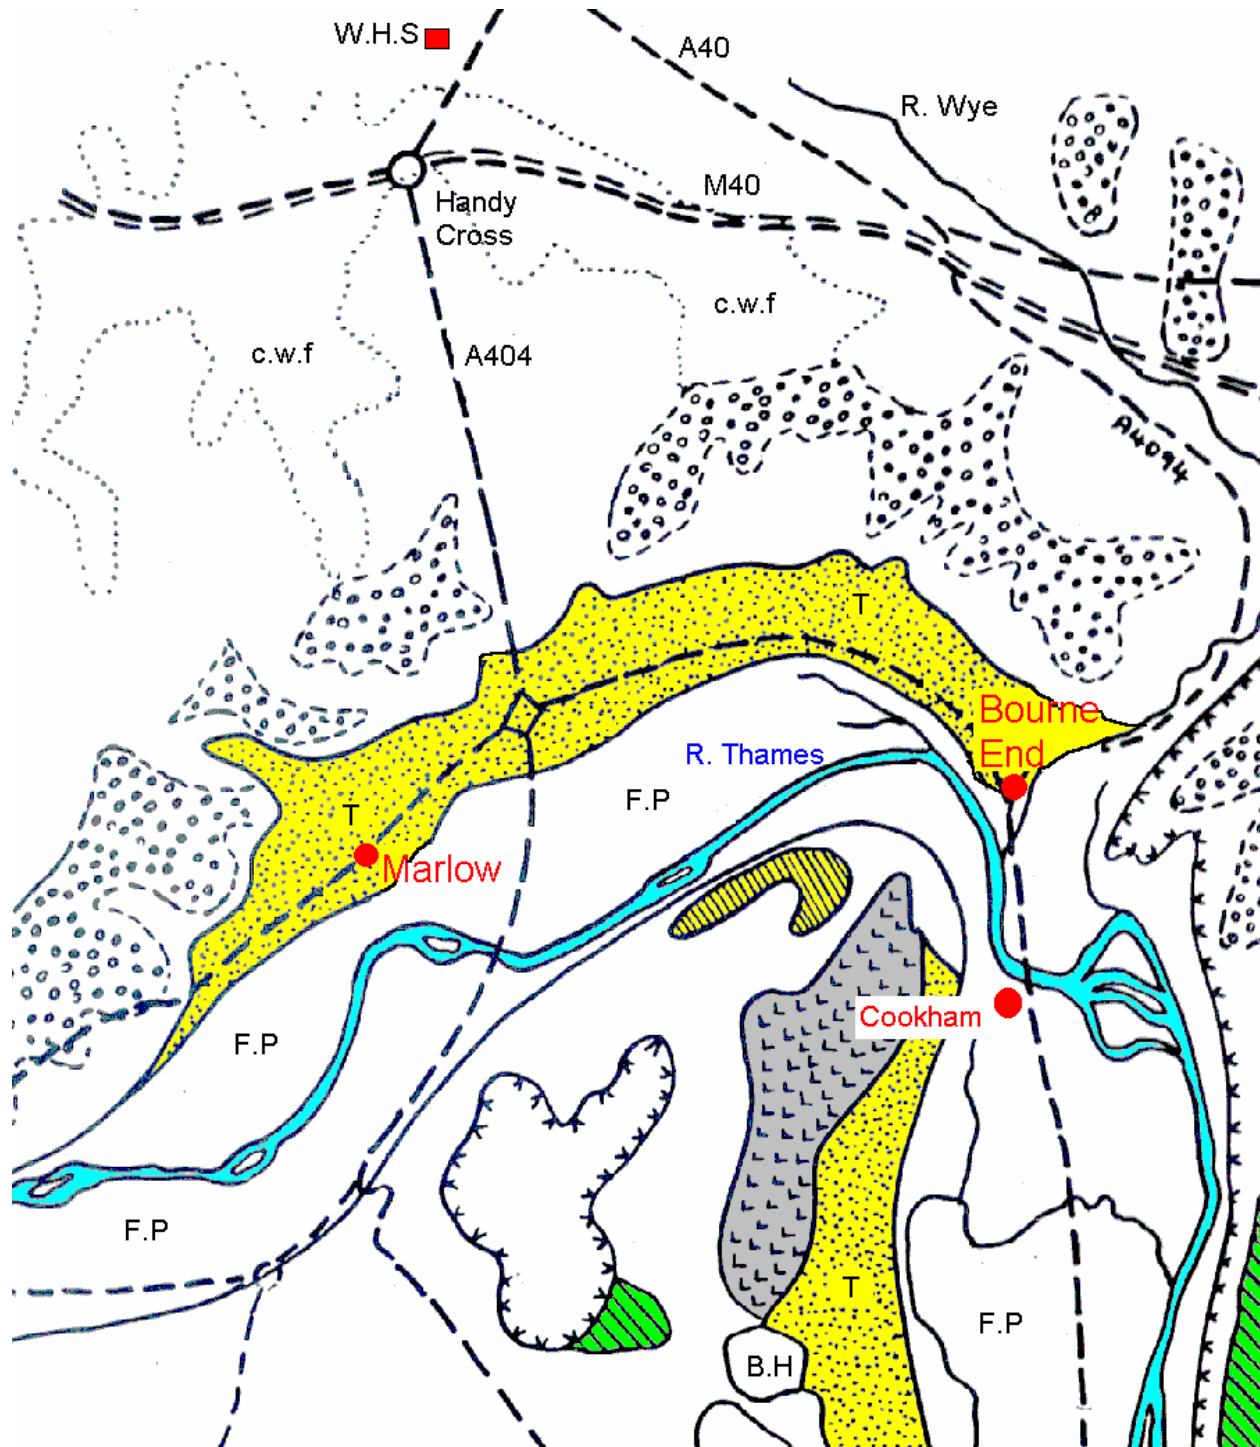 W.H.S
A40
R. Wye
M40
Handy
Cross
c.w.f
c.w.f
A404
A4094
T
Bourne
End
R. Thames
F.P
T
Marlow
Cookham
F.P
F.P
T
F.P
B.H